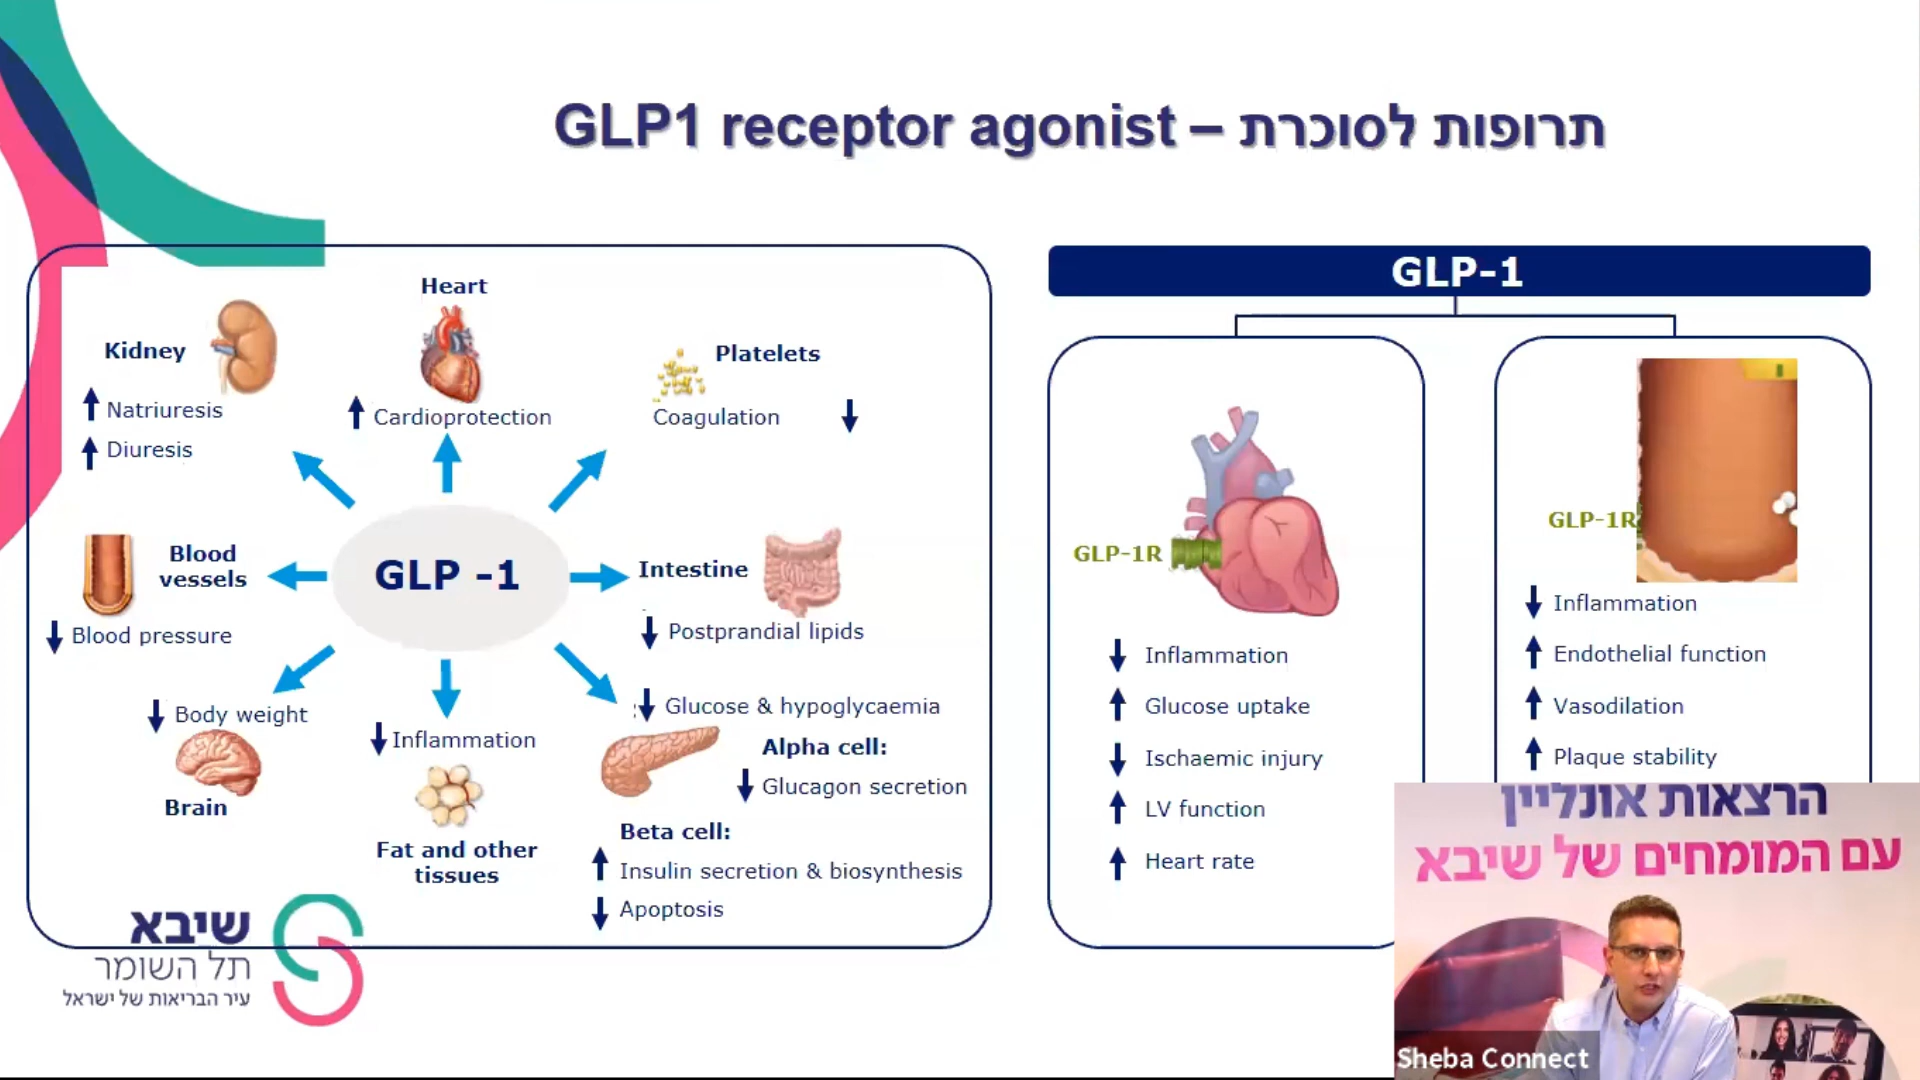 GLP1 receptor agonist – תרופות לסוכרת
Heart
Kidney
Platelets
↑ Natriuresis
↑ Diuresis
↑ Cardioprotection
Coagulation ↓
GLP -1
Blood
vessels
↓ Blood pressure
Intestine
↓ Postprandial lipids
↓ Body weight
Brain
↓ Inflammation
Fat and other
tissues
↓ Glucose & hypoglycaemia
Alpha cell:
↓ Glucagon secretion
Beta cell:
↑ Insulin secretion & biosynthesis
↓ Apoptosis
GLP-1
GLP-1R
↓ Inflammation
↑ Glucose uptake
↓ Ischaemic injury
↑ LV function
↑ Heart rate
GLP-1R
↓ Inflammation
↑ Endothelial function
↑ Vasodilation
↑ Plaque stability
שיבא
תל השומר
עיר הבריאות של ישראל
הרצאות אונליין
עם המומחים של שיבא
Sheba Connect